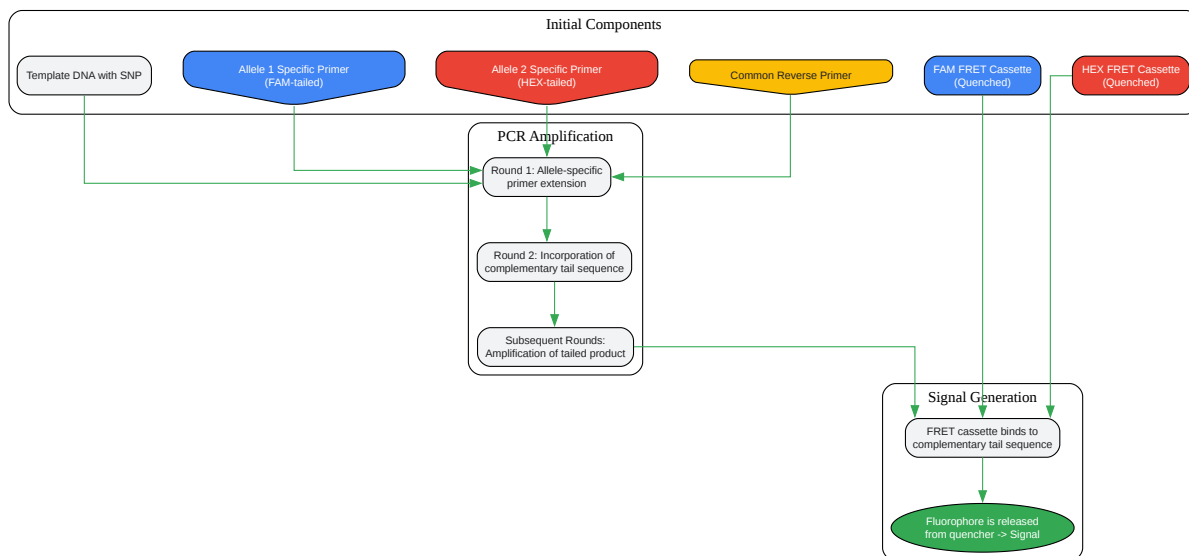 Initial Components
Template DNA with SNP
Allele 1 Specific Primer
(FAM-tailed)
Allele 2 Specific Primer
(HEX-tailed)
Common Reverse Primer
FAM FRET Cassette
(Quenched)
HEX FRET Cassette
(Quenched)
PCR Amplification
Round 1: Allele-specific
primer extension
Round 2: Incorporation of
complementary tail sequence
Subsequent Rounds:
Amplification of tailed product
Signal Generation
FRET cassette binds to
complementary tail sequence
Fluorophore is released
from quencher -> Signal